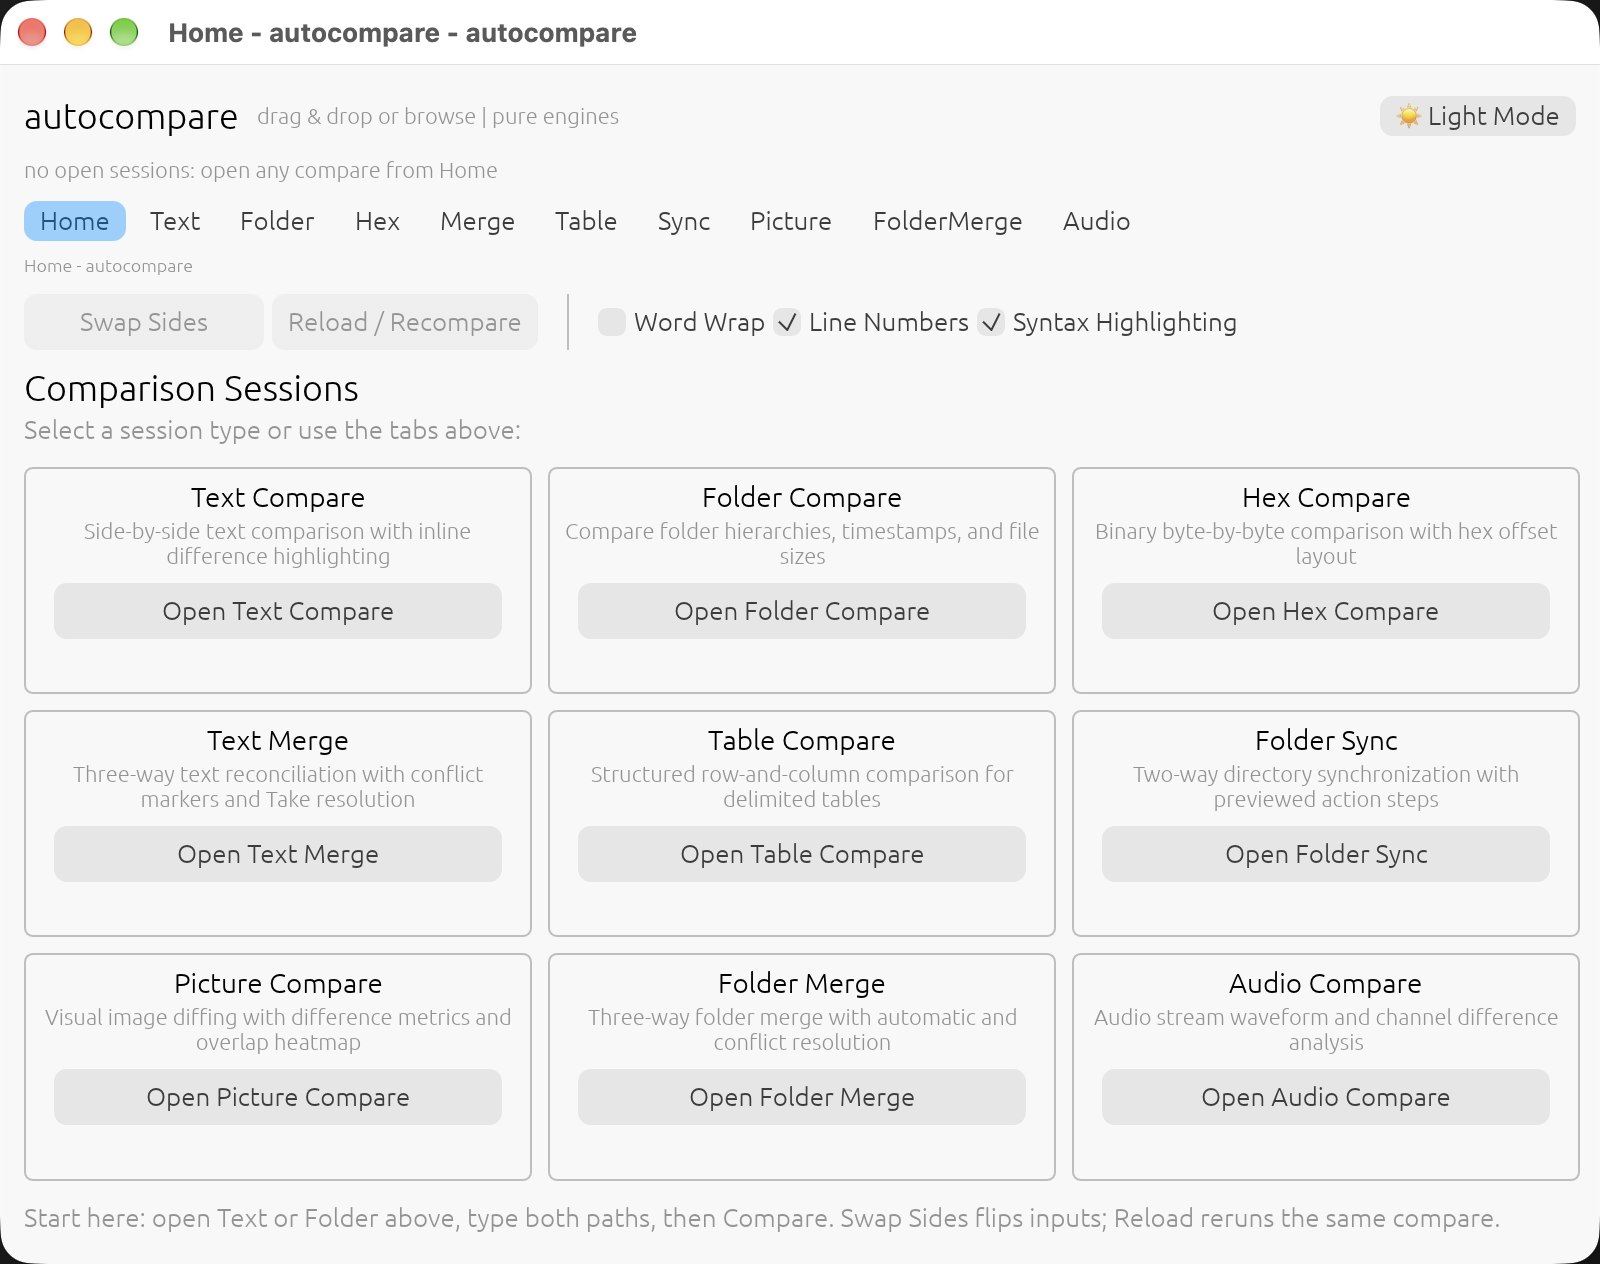 Home - autocompare - autocompare
autocompare drag & drop or browse | pure engines
☀️ Light Mode
no open sessions: open any compare from Home
Home Text Folder Hex Merge Table Sync Picture FolderMerge Audio
Home - autocompare
Swap Sides Reload / Recompare Word Wrap Line Numbers Syntax Highlighting
Comparison Sessions
Select a session type or use the tabs above:
Text Compare
Side-by-side text comparison with inline
difference highlighting
Open Text Compare
Folder Compare
Compare folder hierarchies, timestamps, and file
sizes
Open Folder Compare
Hex Compare
Binary byte-by-byte comparison with hex offset
layout
Open Hex Compare
Text Merge
Three-way text reconciliation with conflict
markers and Take resolution
Open Text Merge
Table Compare
Structured row-and-column comparison for
delimited tables
Open Table Compare
Folder Sync
Two-way directory synchronization with
previewed action steps
Open Folder Sync
Picture Compare
Visual image diffing with difference metrics and
overlap heatmap
Open Picture Compare
Folder Merge
Three-way folder merge with automatic and
conflict resolution
Open Folder Merge
Audio Compare
Audio stream waveform and channel difference
analysis
Open Audio Compare
Start here: open Text or Folder above, type both paths, then Compare. Swap Sides flips inputs; Reload reruns the same compare.